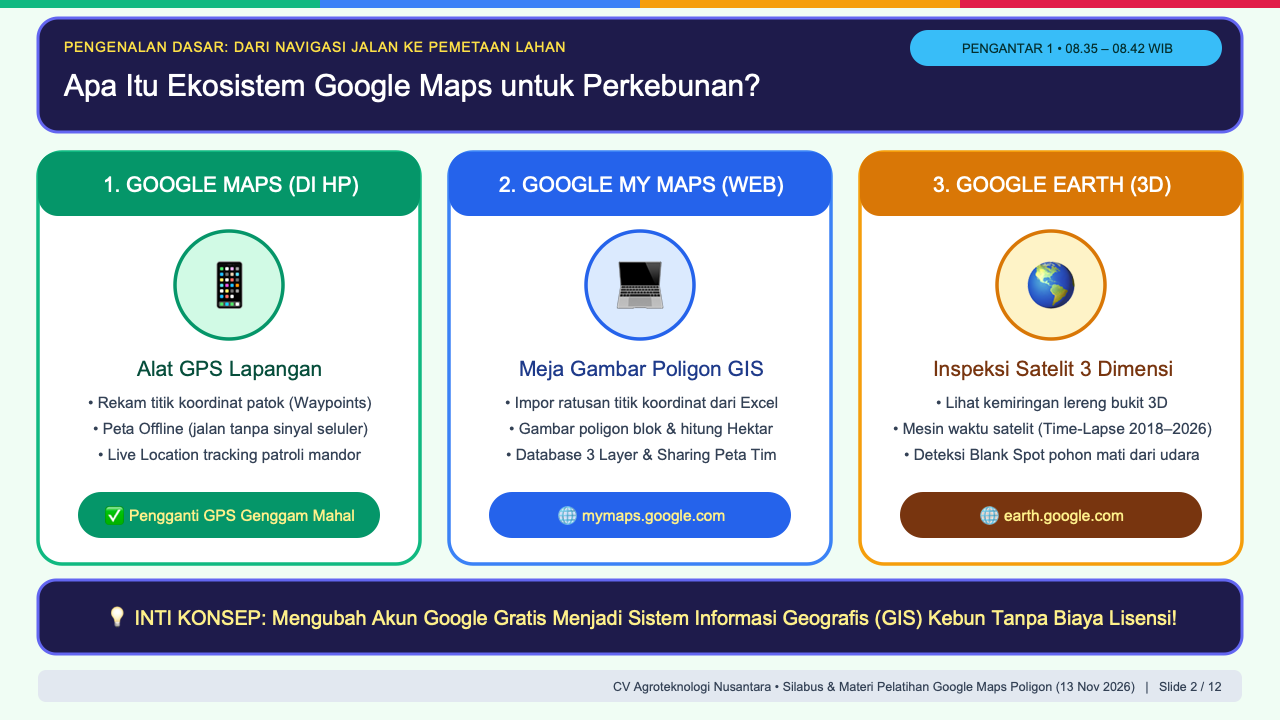 PENGENALAN DASAR: DARI NAVIGASI JALAN KE PEMETAAN LAHAN
PENGANTAR 1 • 08.35 – 08.42 WIB
Apa Itu Ekosistem Google Maps untuk Perkebunan?
1. GOOGLE MAPS (DI HP)
Alat GPS Lapangan
• Rekam titik koordinat patok (Waypoints)
• Peta Offline (jalan tanpa sinyal seluler)
• Live Location tracking patroli mandor
✅ Pengganti GPS Genggam Mahal
2. GOOGLE MY MAPS (WEB)
Meja Gambar Poligon GIS
• Impor ratusan titik koordinat dari Excel
• Gambar poligon blok & hitung Hektar
• Database 3 Layer & Sharing Peta Tim
🌐 mymaps.google.com
3. GOOGLE EARTH (3D)
Inspeksi Satelit 3 Dimensi
• Lihat kemiringan lereng bukit 3D
• Mesin waktu satelit (Time-Lapse 2018–2026)
• Deteksi Blank Spot pohon mati dari udara
🌐 earth.google.com
💡 INTI KONSEP: Mengubah Akun Google Gratis Menjadi Sistem Informasi Geografis (GIS) Kebun Tanpa Biaya Lisensi!
CV Agroteknologi Nusantara • Silabus & Materi Pelatihan Google Maps Poligon (13 Nov 2026) | Slide 2 / 12